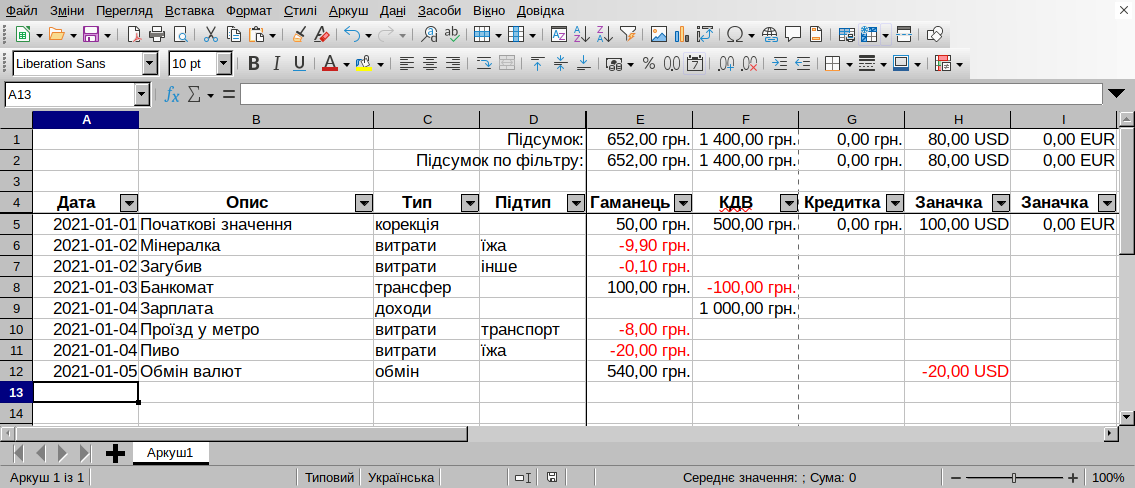 Файл Зміни Перегляд Вставка Формат Стилі Аркуш Дані Засоби Вікно Довідка
Liberation Sans 10 pt
A13
A B C D E F G H I
1 Підсумок: 652,00 грн. 1 400,00 грн. 0,00 грн. 80,00 USD 0,00 EUR
2 Підсумок по фільтру: 652,00 грн. 1 400,00 грн. 0,00 грн. 80,00 USD 0,00 EUR
3
4 Дата Опис Тип Підтип Гаманець КДВ Кредитка Заначка Заначка
5 2021-01-01 Початкові значення корекція 50,00 грн. 500,00 грн. 0,00 грн. 100,00 USD 0,00 EUR
6 2021-01-02 Мінералка витрати їжа -9,90 грн.
7 2021-01-02 Загубив витрати інше -0,10 грн.
8 2021-01-03 Банкомат трансфер 100,00 грн. -100,00 грн.
9 2021-01-04 Зарплата доходи 1 000,00 грн.
10 2021-01-04 Проїзд у метро витрати транспорт -8,00 грн.
11 2021-01-04 Пиво витрати їжа -20,00 грн.
12 2021-01-05 Обмін валют обмін 540,00 грн. -20,00 USD
13
14
Аркуш1
Аркуш 1 із 1 Типовий Українська Середнє значення: ; Сума: 0 100%